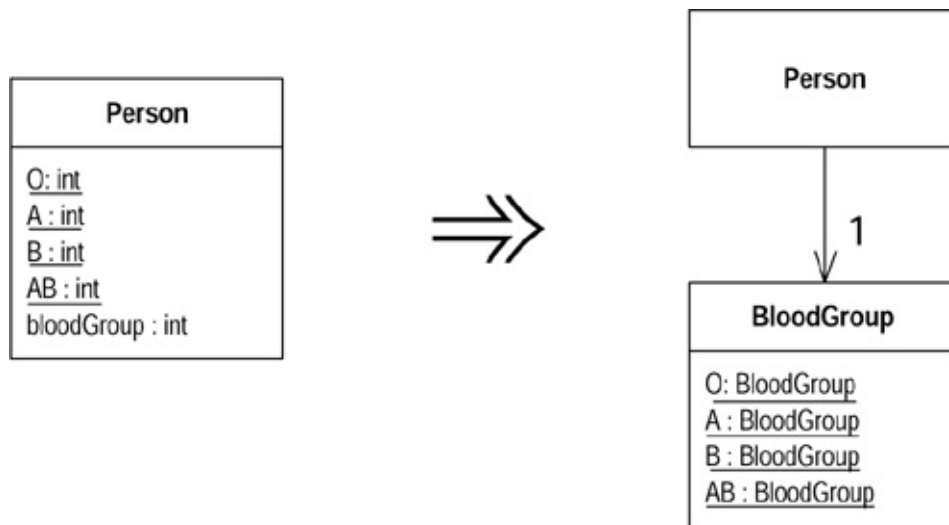 Person
O: int
A : int
B : int
AB : int
bloodGroup : int
Person
1
BloodGroup
O: BloodGroup
A : BloodGroup
B : BloodGroup
AB : BloodGroup